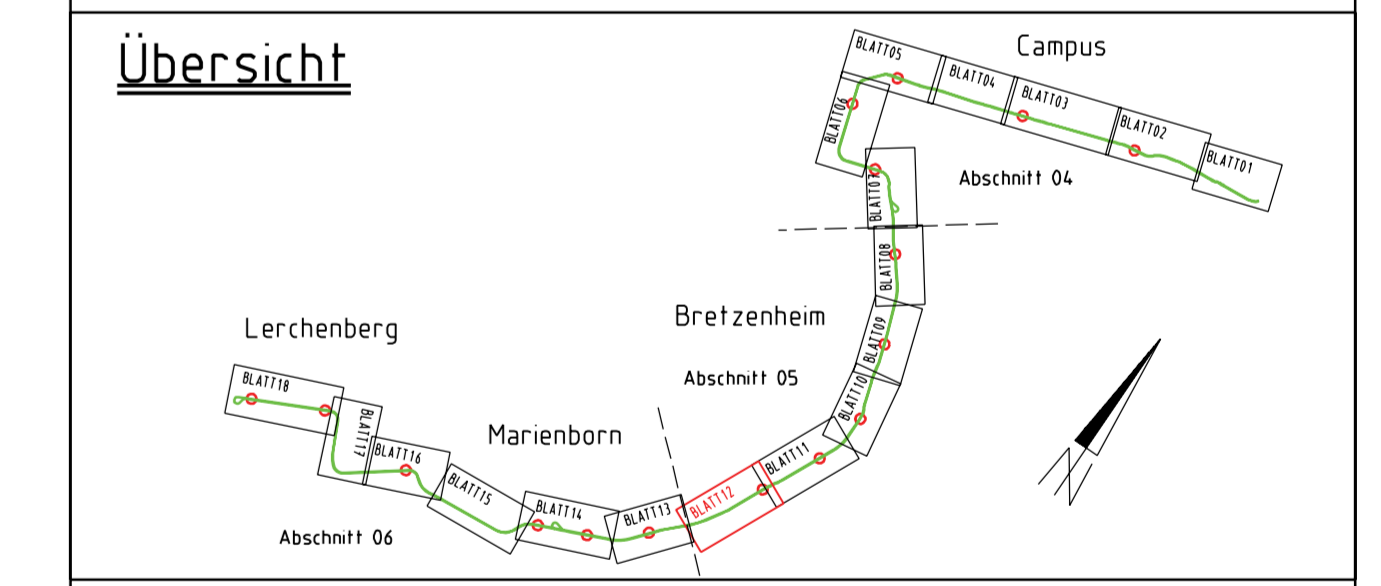 Übersicht
Campus
BLATT05
BLATT04
BLATT03
BLATT02
BLATT01
BLATT06
BLATT07
Abschnitt 04
BLATT08
Bretzenheim
BLATT09
Abschnitt 05
BLATT10
Lerchenberg
BLATT18
BLATT17
BLATT16
Marienborn
BLATT15
BLATT14
BLATT13
BLATT12
BLATT11
Abschnitt 06
N